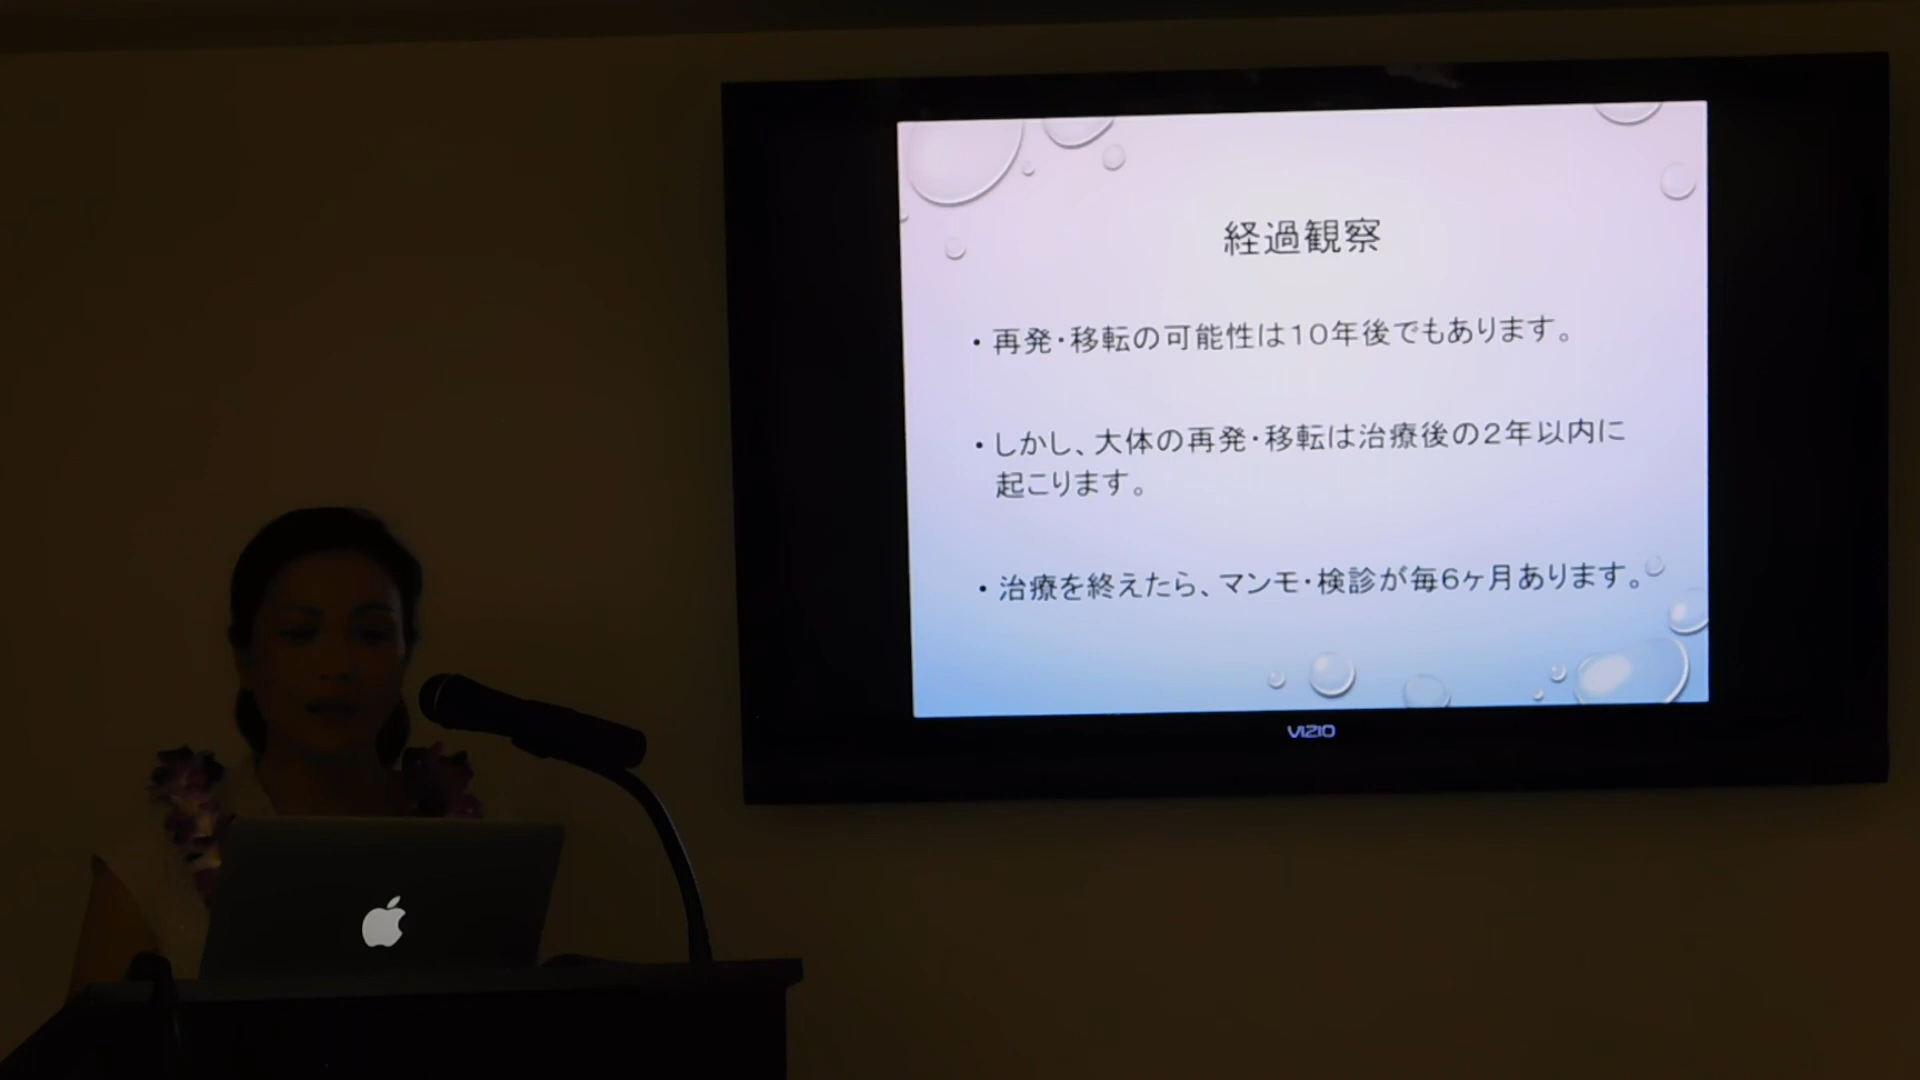 経過観察
・再発・移転の可能性は10年後でもあります。
・しかし、大体の再発・移転は治療後の2年以内に
起こります。
・治療を終えたら、マンモ・検診が毎6ヶ月あります。
VIZIO